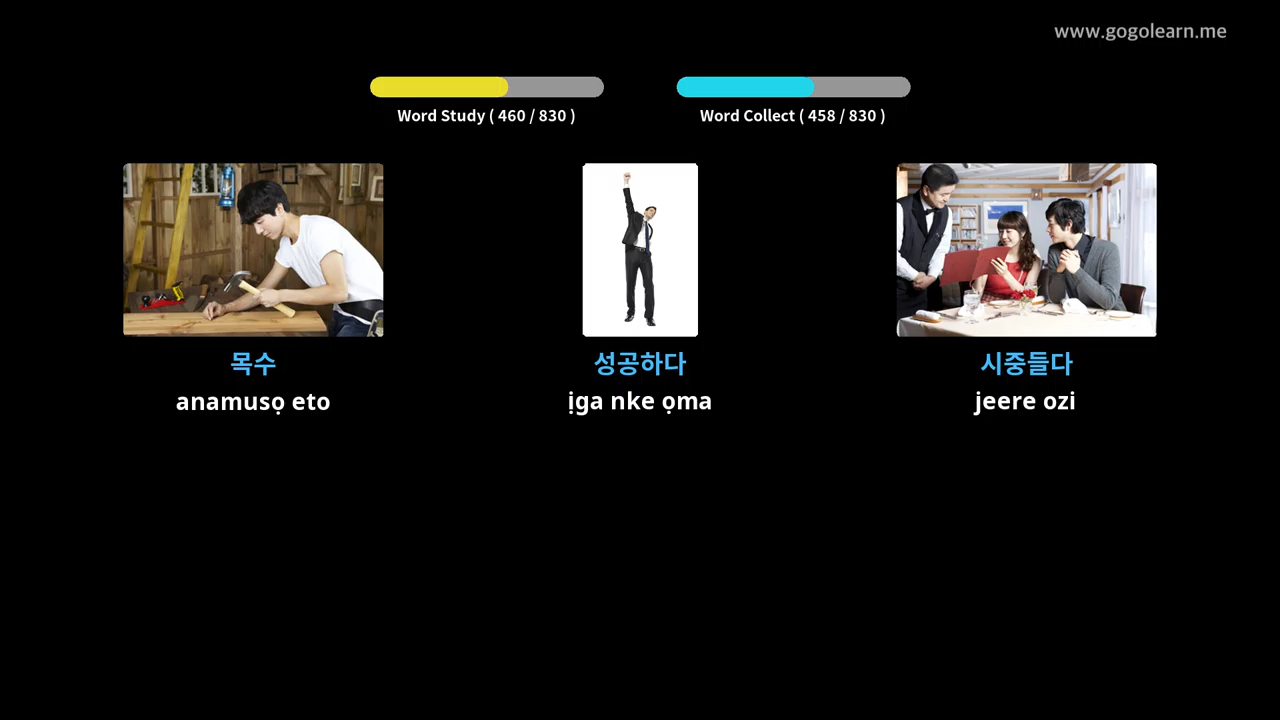 www.gogolearn.me
Word Study ( 460 / 830 )
Word Collect ( 458 / 830 )
목수
anamusọ eto
성공하다
ịga nke ọma
시중들다
jeere ozi